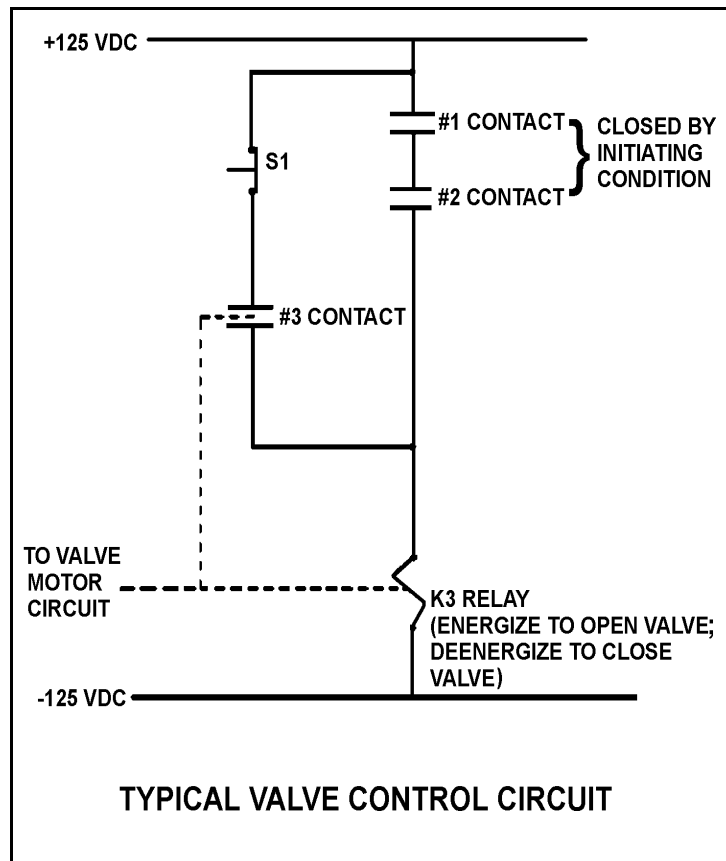 +125 VDC
#1 CONTACT
CLOSED BY
INITIATING
CONDITION
S1
#2 CONTACT
#3 CONTACT
TO VALVE
MOTOR
CIRCUIT
K3 RELAY
(ENERGIZE TO OPEN VALVE;
DEENERGIZE TO CLOSE
VALVE)
-125 VDC
TYPICAL VALVE CONTROL CIRCUIT